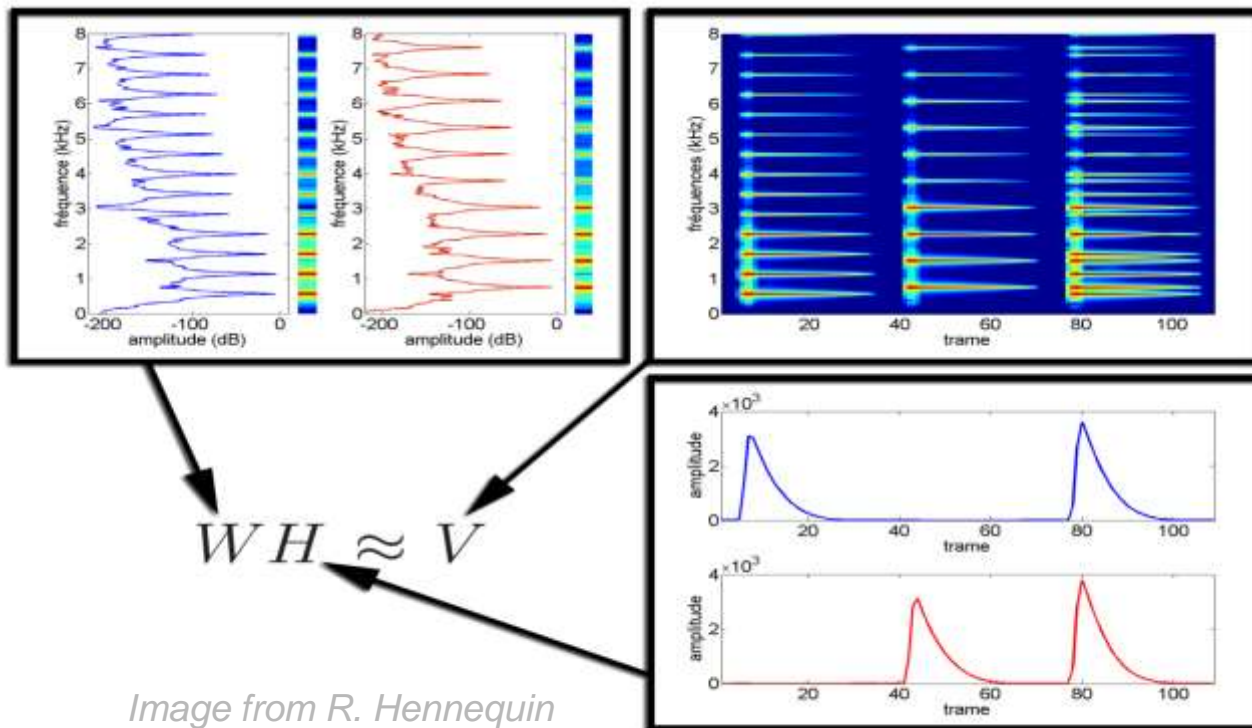 8
7
6
5
4
3
2
1
0
fréquence (kHz)
-200 -100 0
amplitude (dB)
8
7
6
5
4
3
2
1
0
fréquence (kHz)
-200 -100 0
amplitude (dB)
8
7
6
5
4
3
2
1
0
fréquences (kHz)
20 40 60 80 100
trame
W H ≈ V
×10³
4
2
0
amplitude
20 40 60 80 100
trame
×10³
4
2
0
amplitude
20 40 60 80 100
trame
Image from R. Hennequin